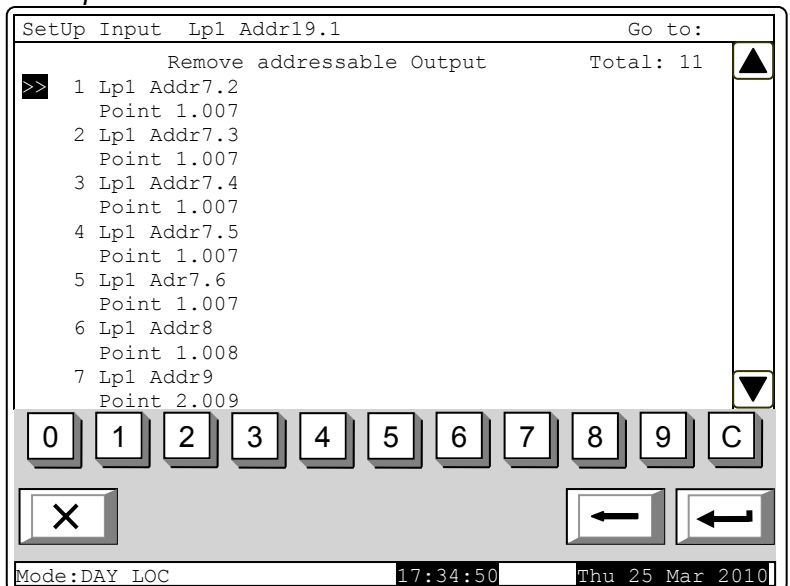 SetUp Input Lp1 Addr19.1 Go to:
Remove addressable Output Total: 11
>> 1 Lp1 Addr7.2
Point 1.007
2 Lp1 Addr7.3
Point 1.007
3 Lp1 Addr7.4
Point 1.007
4 Lp1 Addr7.5
Point 1.007
5 Lp1 Adr7.6
Point 1.007
6 Lp1 Addr8
Point 1.008
7 Lp1 Addr9
Point 2.009
0 1 2 3 4 5 6 7 8 9 C
Mode:DAY LOC 17:34:50 Thu 25 Mar 2010